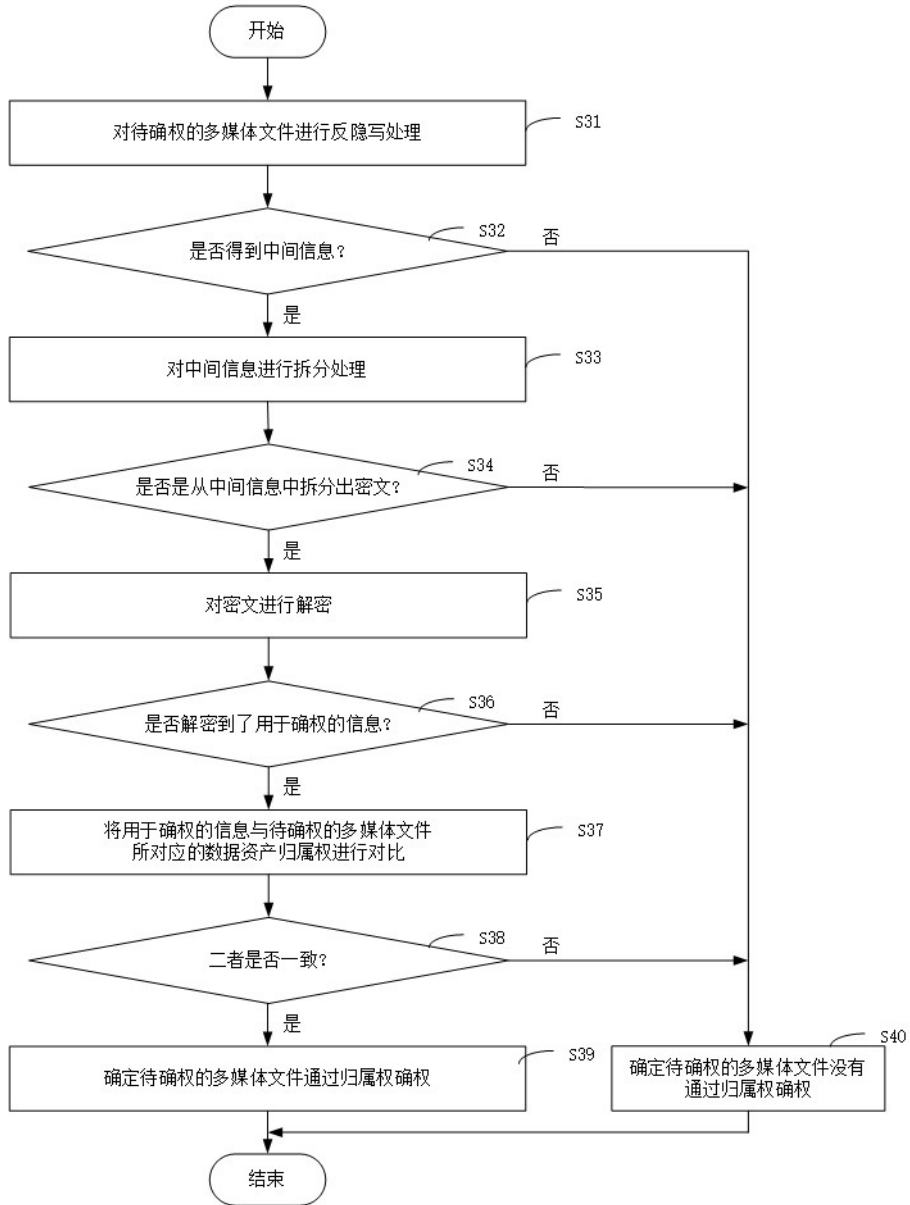 开始
对待确权的多媒体文件进行反隐写处理
S31
是否得到中间信息?
S32
否
是
对中间信息进行拆分处理
S33
是否是从中间信息中拆分出密文?
S34
否
是
对密文进行解密
S35
是否解密到了用于确权的信息?
S36
否
是
将用于确权的信息与待确权的多媒体文件
所对应的数据资产归属权进行对比
S37
二者是否一致?
S38
否
是
确定待确权的多媒体文件通过归属权确权
S39
确定待确权的多媒体文件没有
通过归属权确权
S40
结束